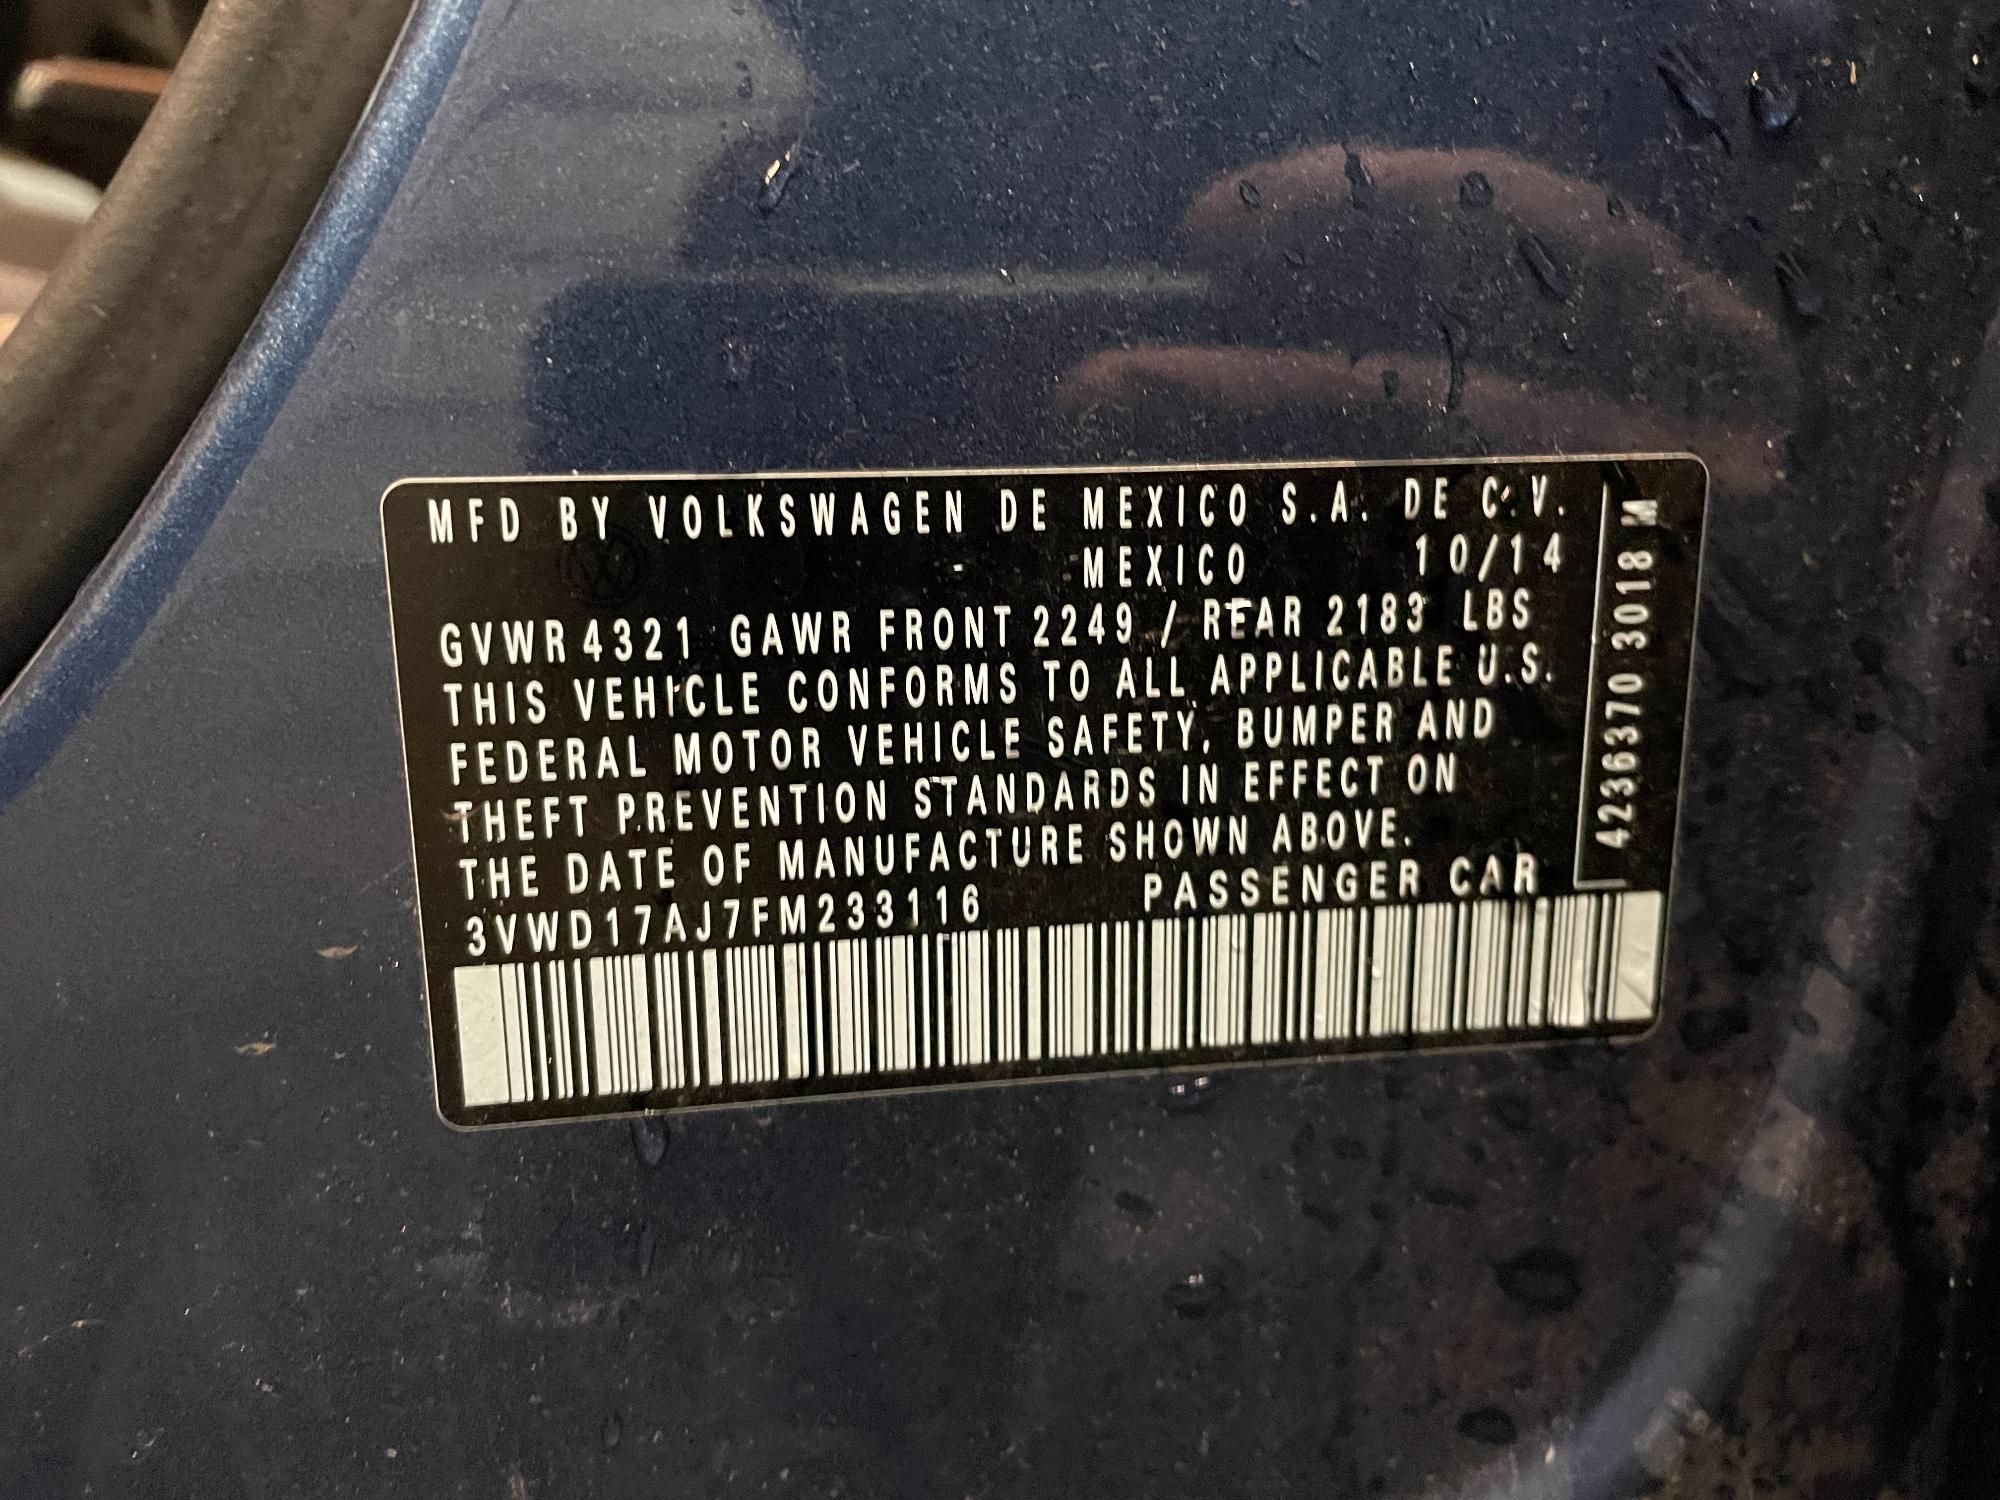 MFD BY VOLKSWAGEN DE MEXICO S.A. DE C.V.
MEXICO 10/14
GVWR 4321 GAWR FRONT 2249 / REAR 2183 LBS
THIS VEHICLE CONFORMS TO ALL APPLICABLE U.S.
FEDERAL MOTOR VEHICLE SAFETY, BUMPER AND
THEFT PREVENTION STANDARDS IN EFFECT ON
THE DATE OF MANUFACTURE SHOWN ABOVE.
3VWD17AJ7FM233116 PASSENGER CAR
4236370 3018 M